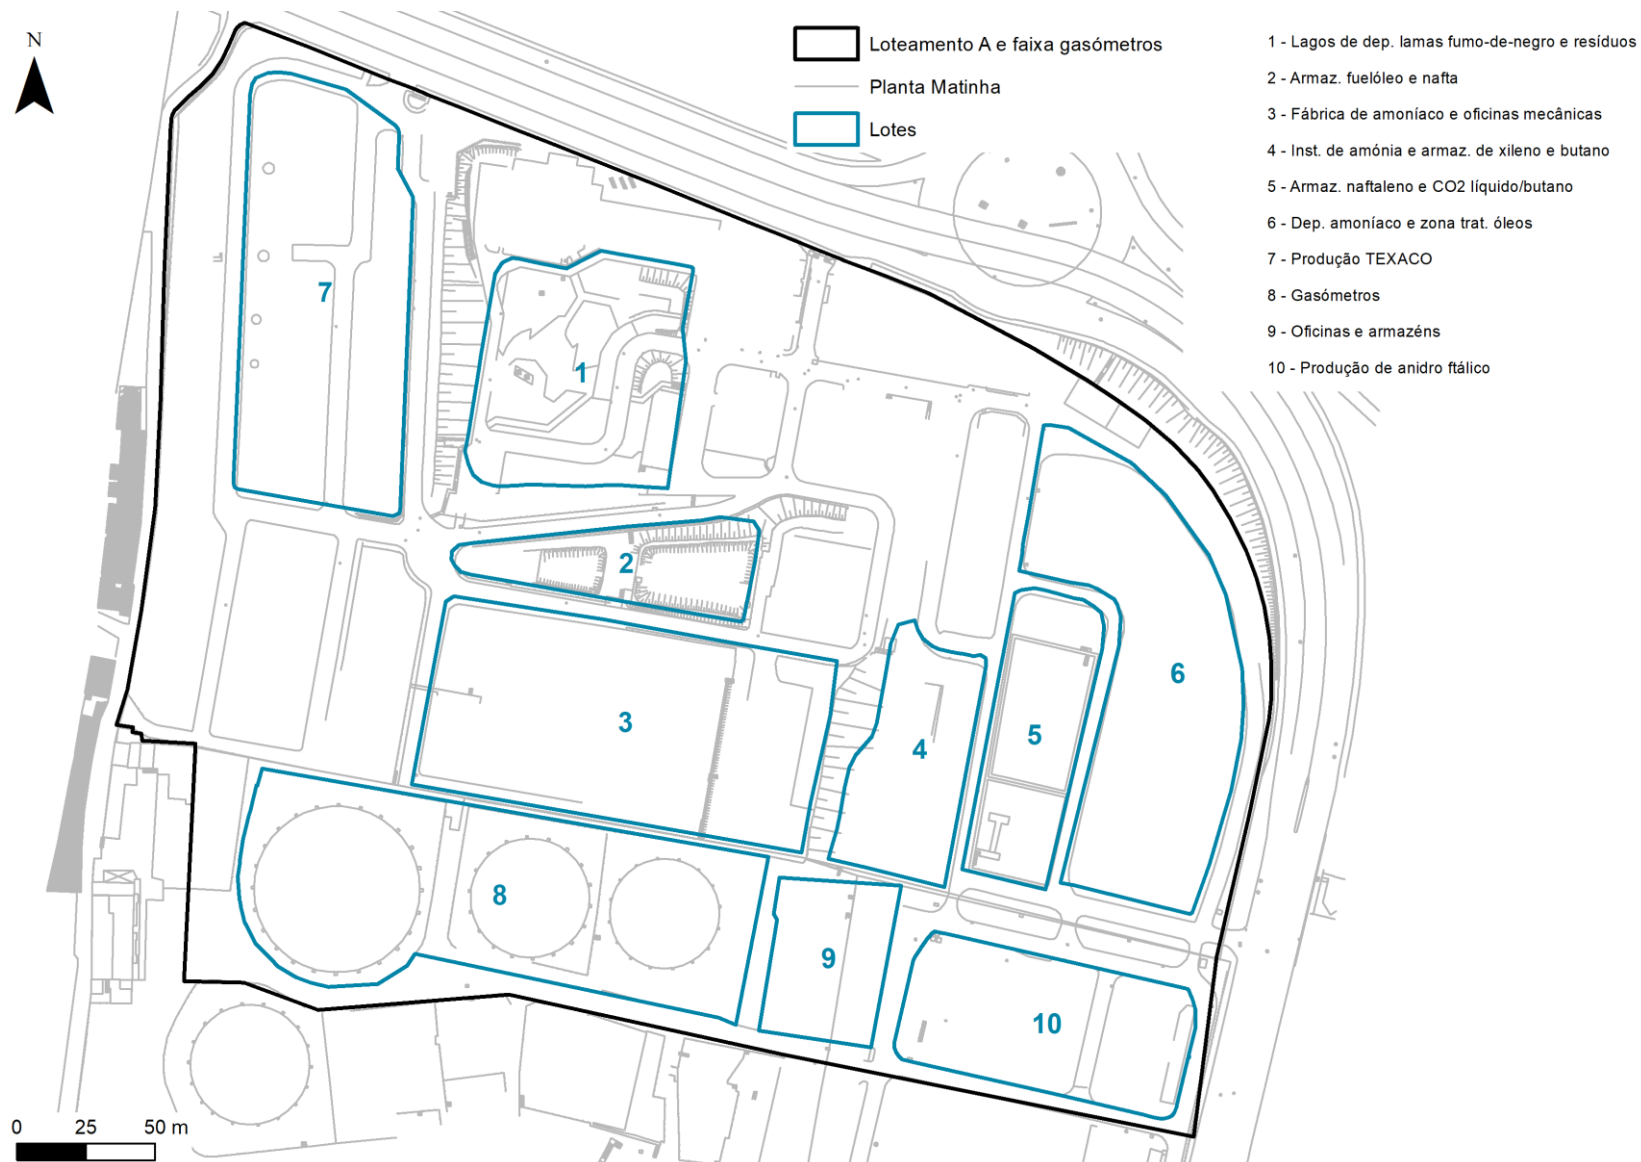 N
Loteamento A e faixa gasómetros
Planta Matinha
Lotes
1 - Lagos de dep. lamas fumo-de-negro e resíduos
2 - Armaz. fuelóleo e nafta
3 - Fábrica de amoníaco e oficinas mecânicas
4 - Inst. de amónia e armaz. de xileno e butano
5 - Armaz. naftaleno e CO2 líquido/butano
6 - Dep. amoníaco e zona trat. óleos
7 - Produção TEXACO
8 - Gasómetros
9 - Oficinas e armazéns
10 - Produção de anidro ftálico
7
1
2
6
3
5
4
8
9
10
0 25 50 m